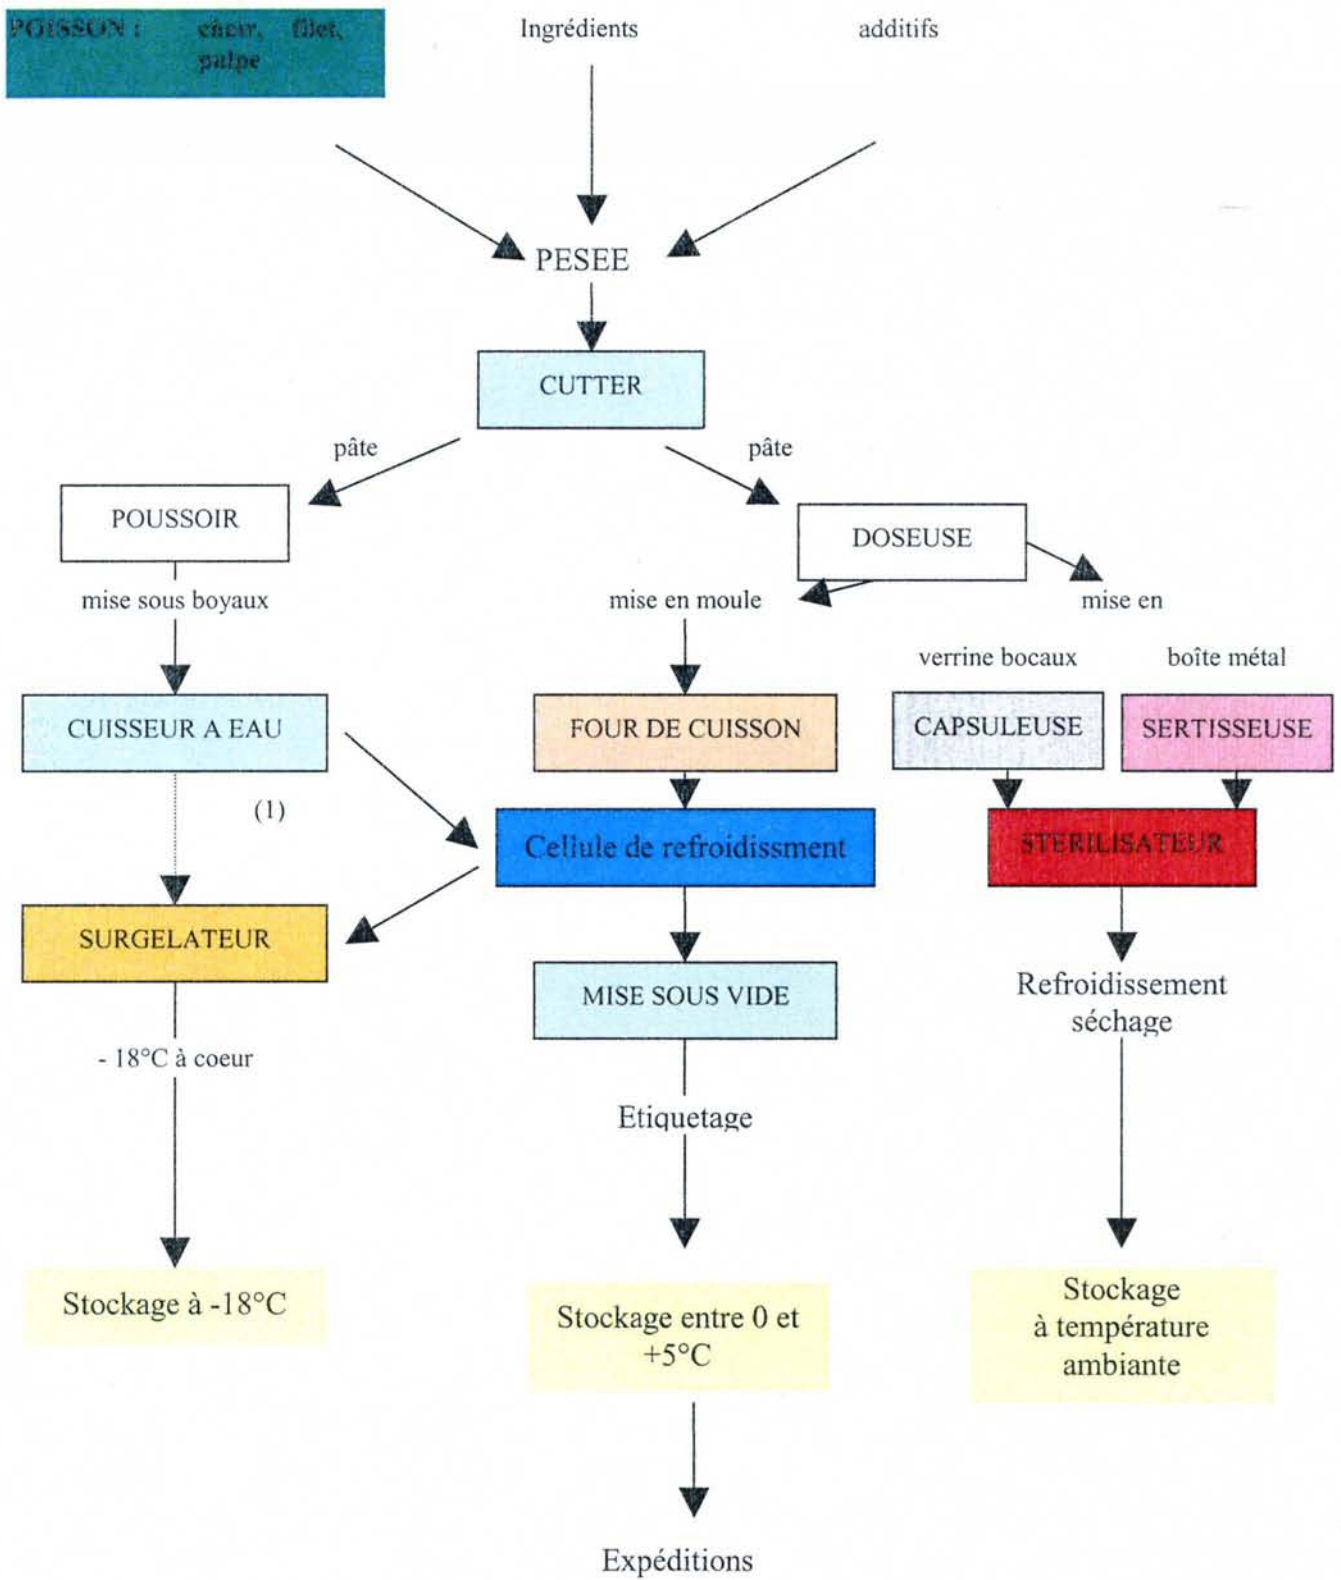 POISSON : chair, filet,
pulpe
Ingrédients
additifs
PESEE
CUTTER
pâte
pâte
POUSSOIR
DOSEUSE
mise sous boyaux
mise en moule
mise en
verrine bocaux
boîte métal
CUISSEUR A EAU
FOUR DE CUISSON
CAPSULEUSE
SERTISSEUSE
(1)
Cellule de refroidissment
STERILISATEUR
SURGELATEUR
MISE SOUS VIDE
Refroidissement
séchage
- 18°C à coeur
Etiquetage
Stockage à -18°C
Stockage entre 0 et
+5°C
Stockage
à température
ambiante
Expéditions